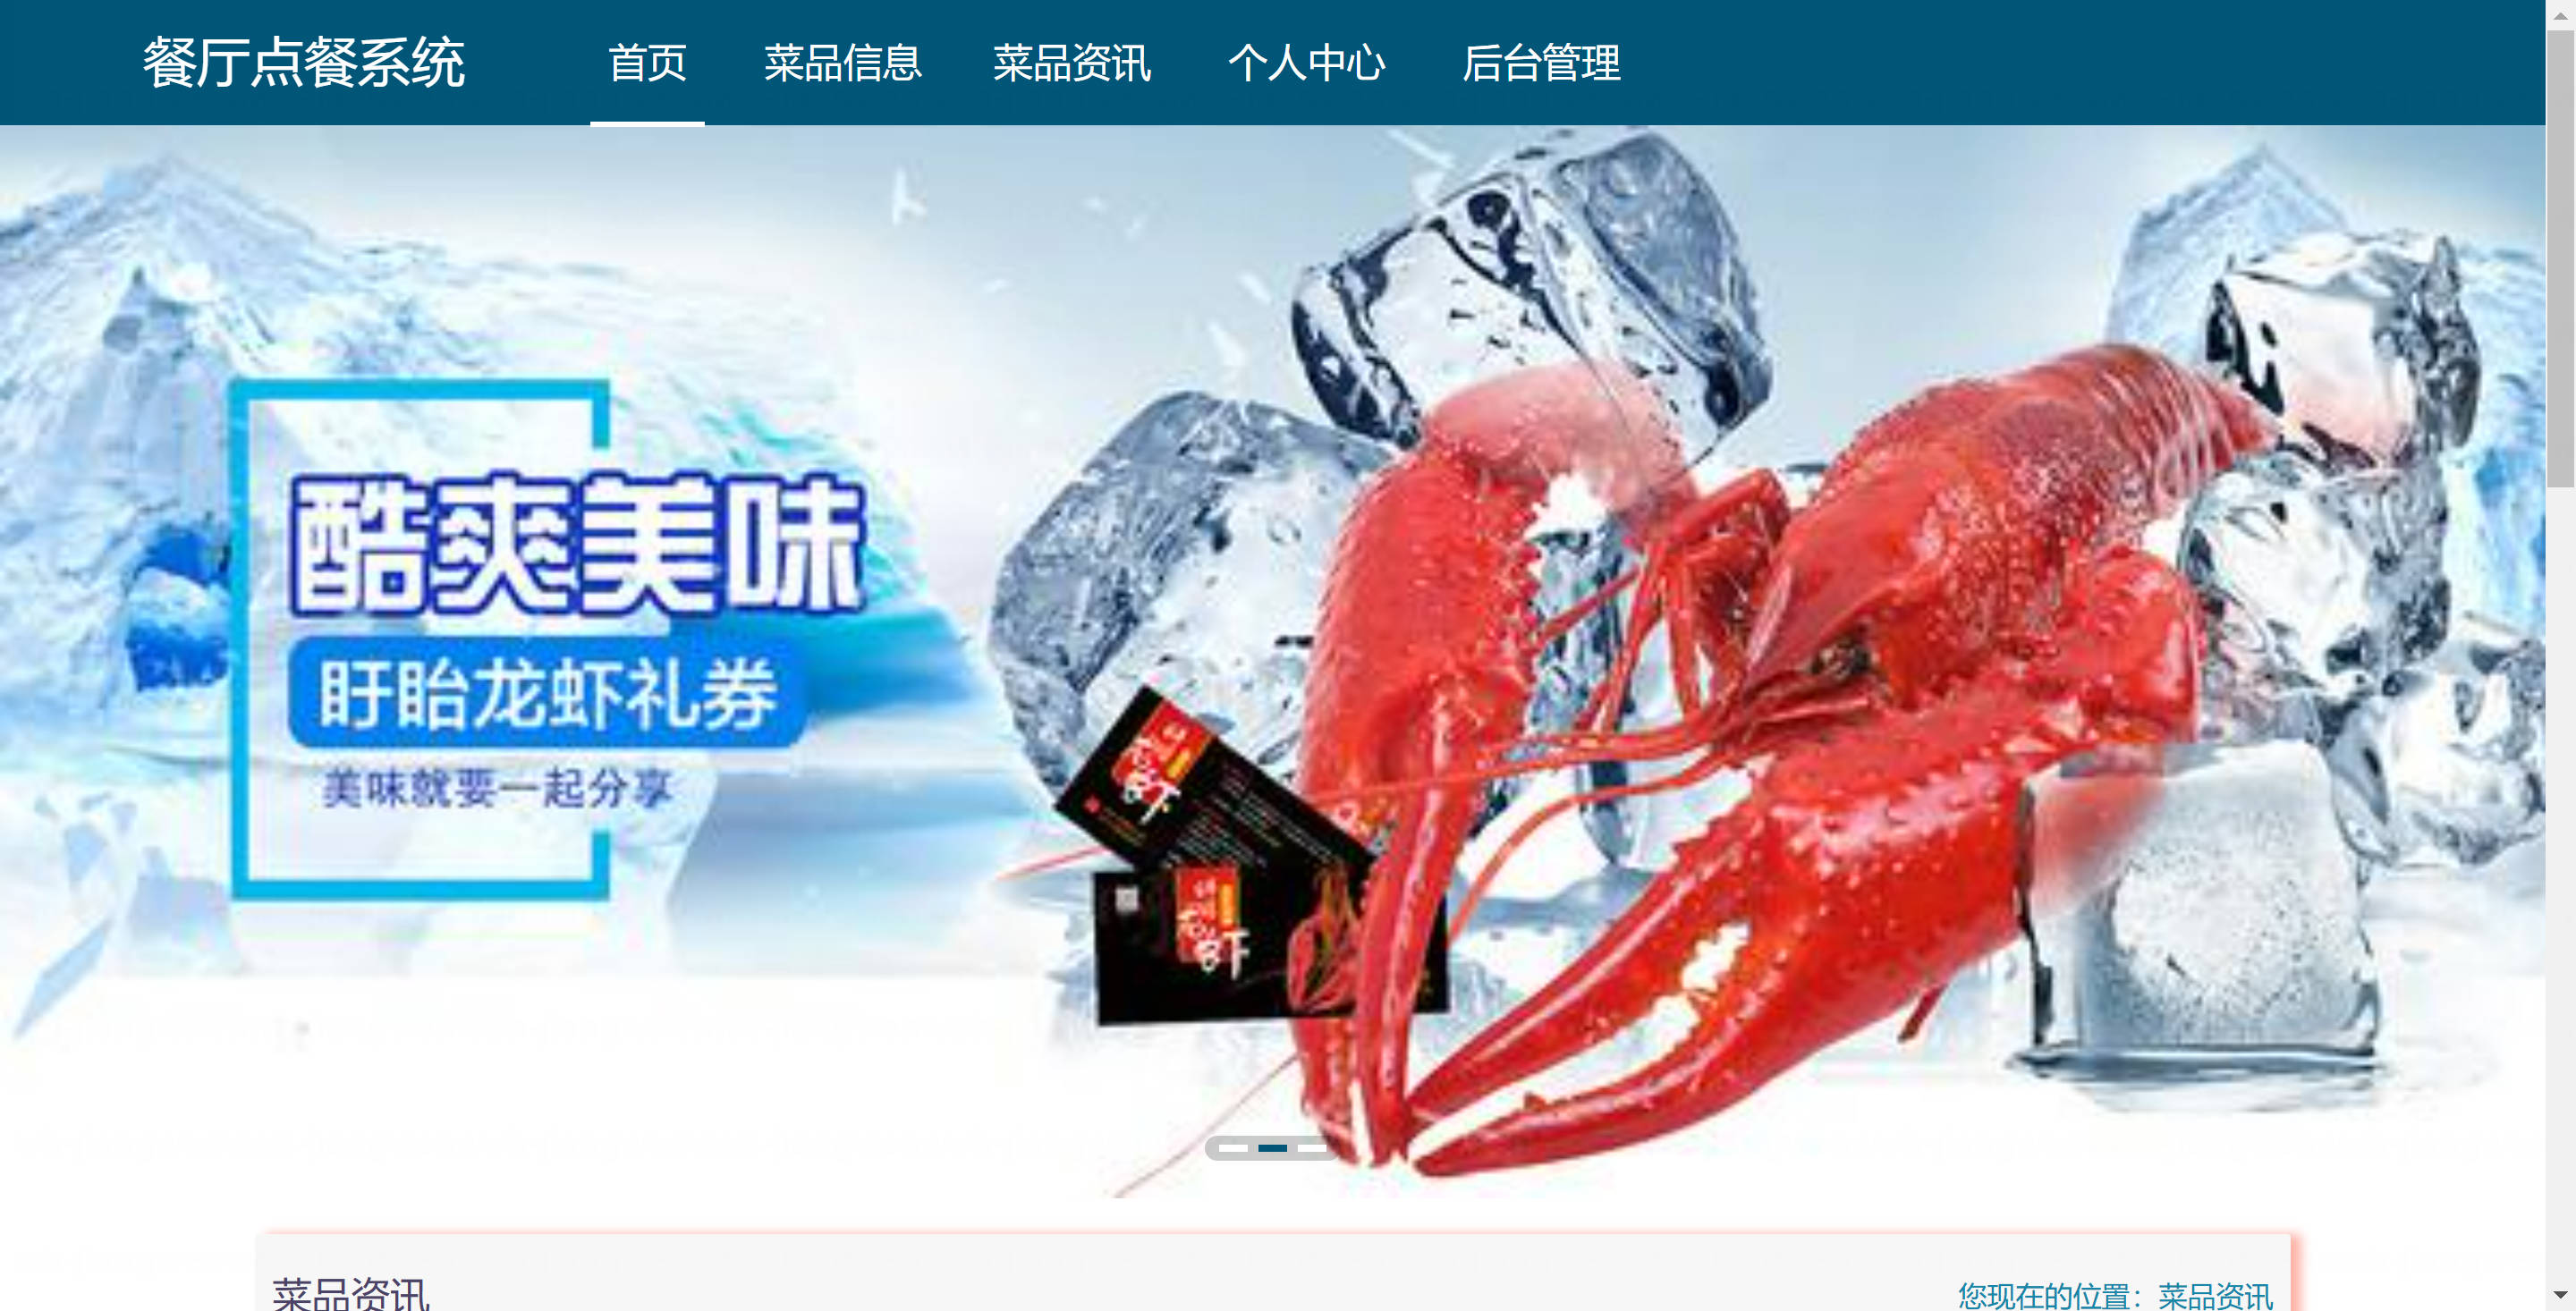 餐厅点餐系统 首页 菜品信息 菜品资讯 个人中心 后台管理
酷爽美味
盱眙龙虾礼券
美味就要一起分享
菜品资讯 您现在的位置：菜品资讯